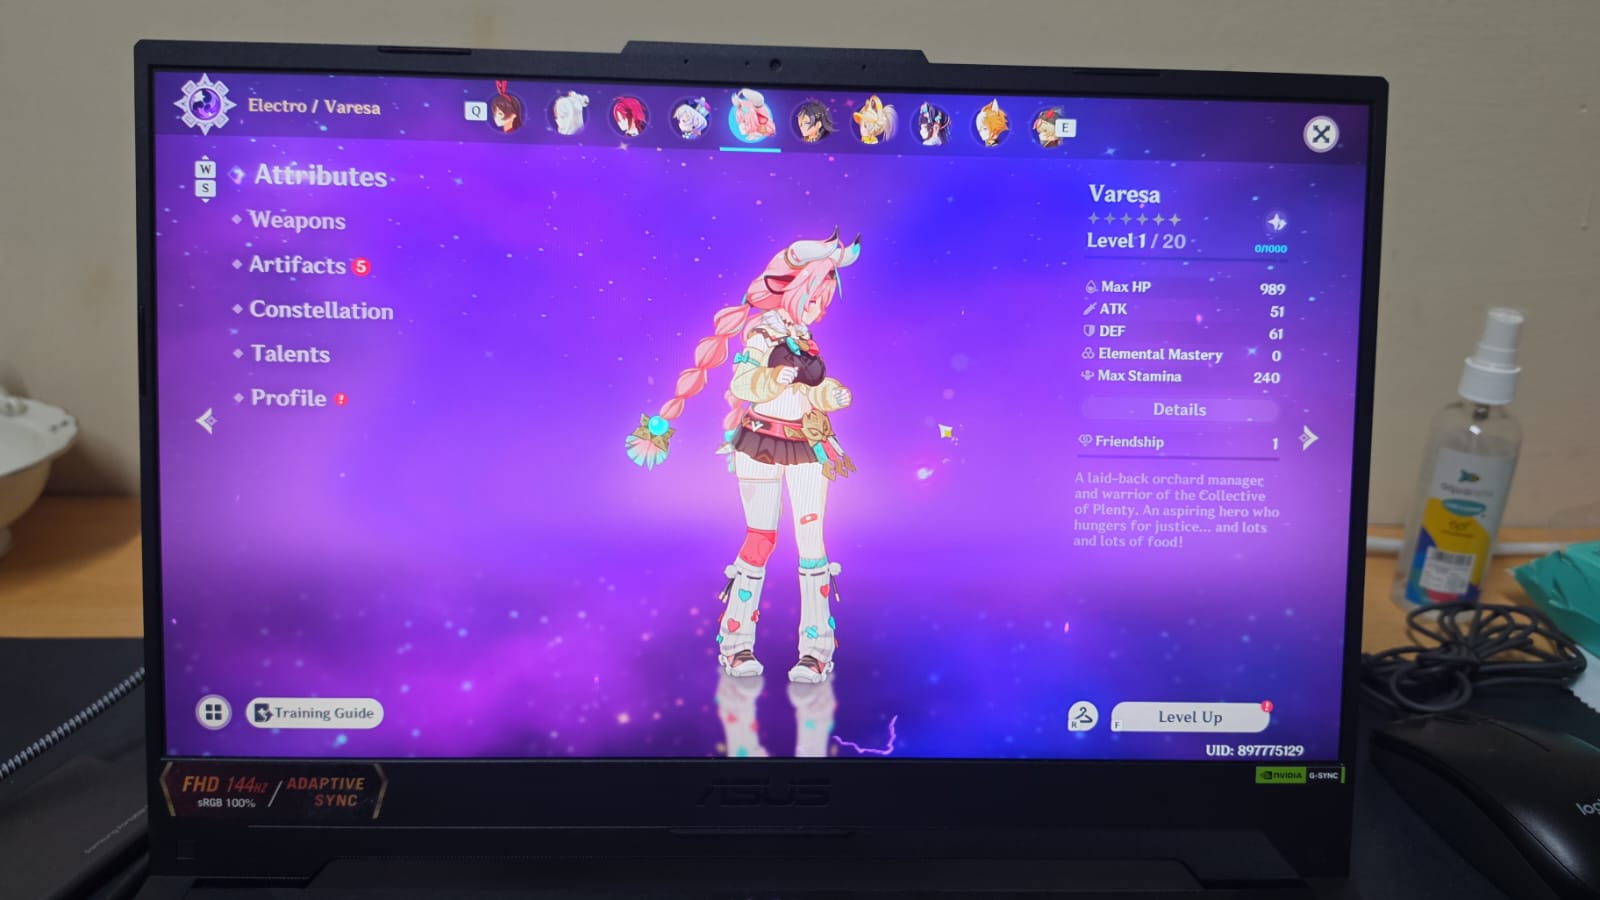 Electro / Varesa
Q
E
W
S
Attributes
Weapons
Artifacts 5
Constellation
Talents
Profile !
Varesa
Level 1 / 20
0/1000
Max HP 989
ATK 51
DEF 61
Elemental Mastery 0
Max Stamina 240
Details
Friendship 1
A laid-back orchard manager,
and warrior of the Collective
of Plenty. An aspiring hero who
hungers for justice... and lots
and lots of food!
Training Guide
R
F
Level Up !
UID: 897775129
FHD 144HZ / ADAPTIVE
sRGB 100% SYNC
ASUS
NVIDIA G-SYNC